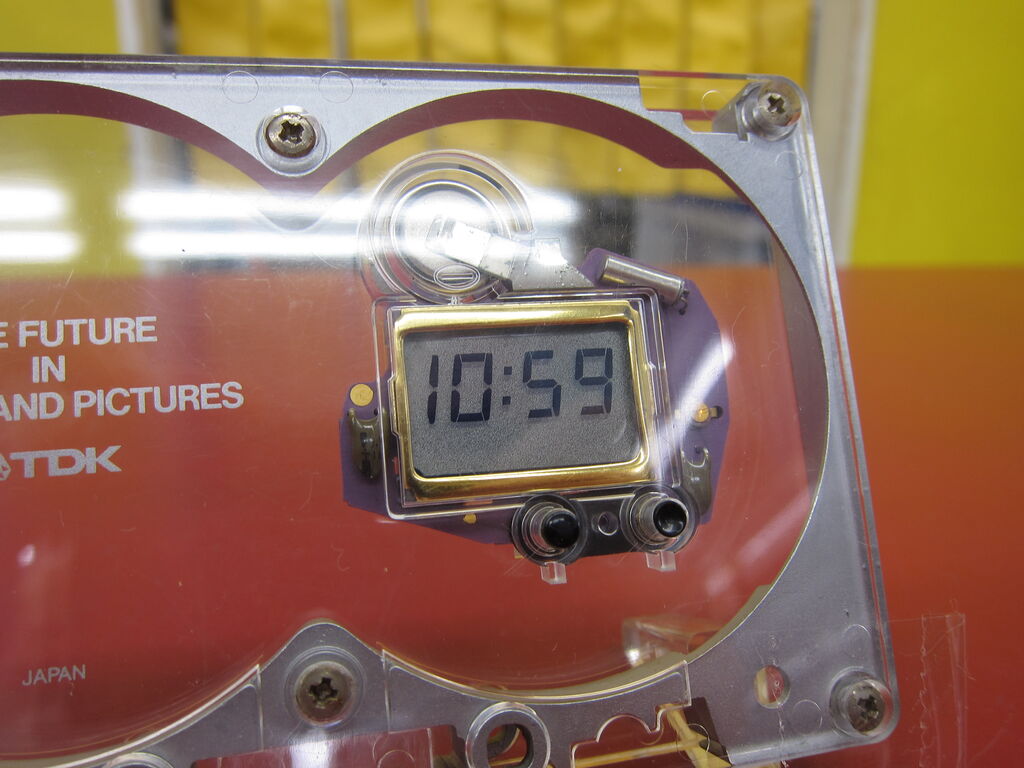 E FUTURE
IN
AND PICTURES
TDK
JAPAN
10:59